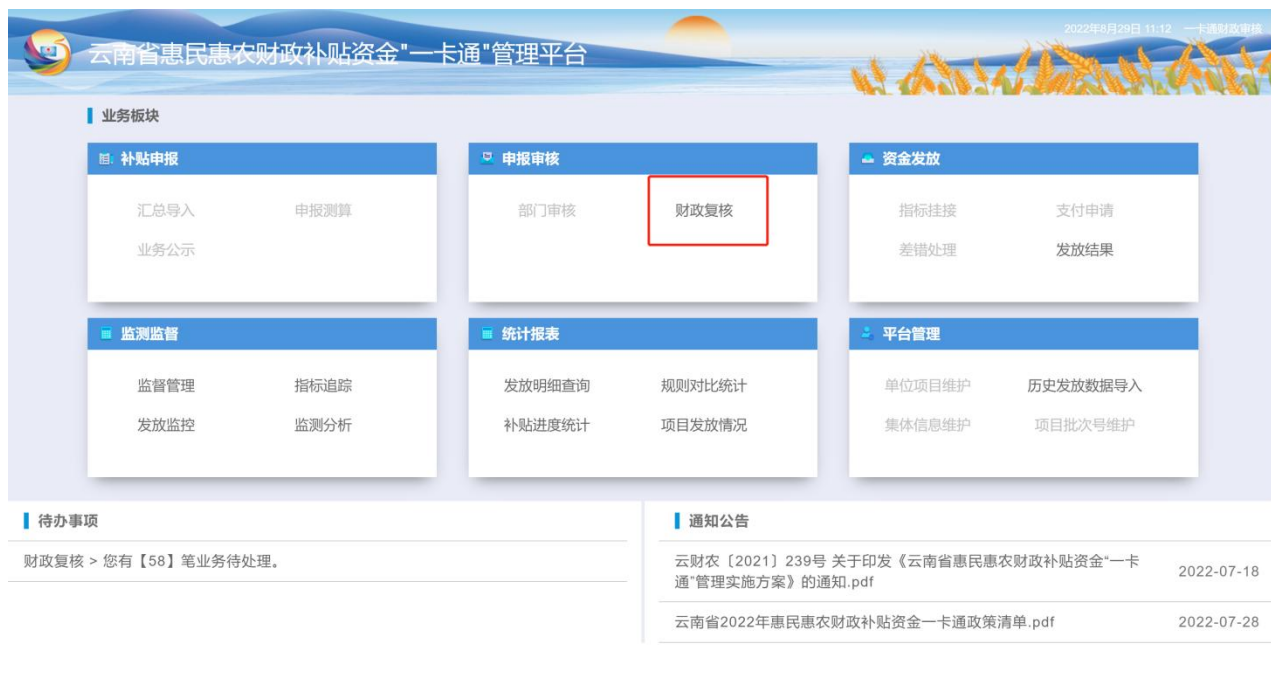 2022年8月29日 11:12 一卡通财政审核
云南省惠民惠农财政补贴资金"一卡通"管理平台
业务板块
补贴申报
汇总导入 申报测算
业务公示
申报审核
部门审核 财政复核
资金发放
指标挂接 支付申请
差错处理 发放结果
监测监督
监督管理 指标追踪
发放监控 监测分析
统计报表
发放明细查询 规则对比统计
补贴进度统计 项目发放情况
平台管理
单位项目维护 历史发放数据导入
集体信息维护 项目批次号维护
待办事项
财政复核 > 您有【58】笔业务待处理。
通知公告
云财农〔2021〕239号 关于印发《云南省惠民惠农财政补贴资金“一卡
通”管理实施方案》的通知.pdf
2022-07-18
云南省2022年惠民惠农财政补贴资金一卡通政策清单.pdf 2022-07-28